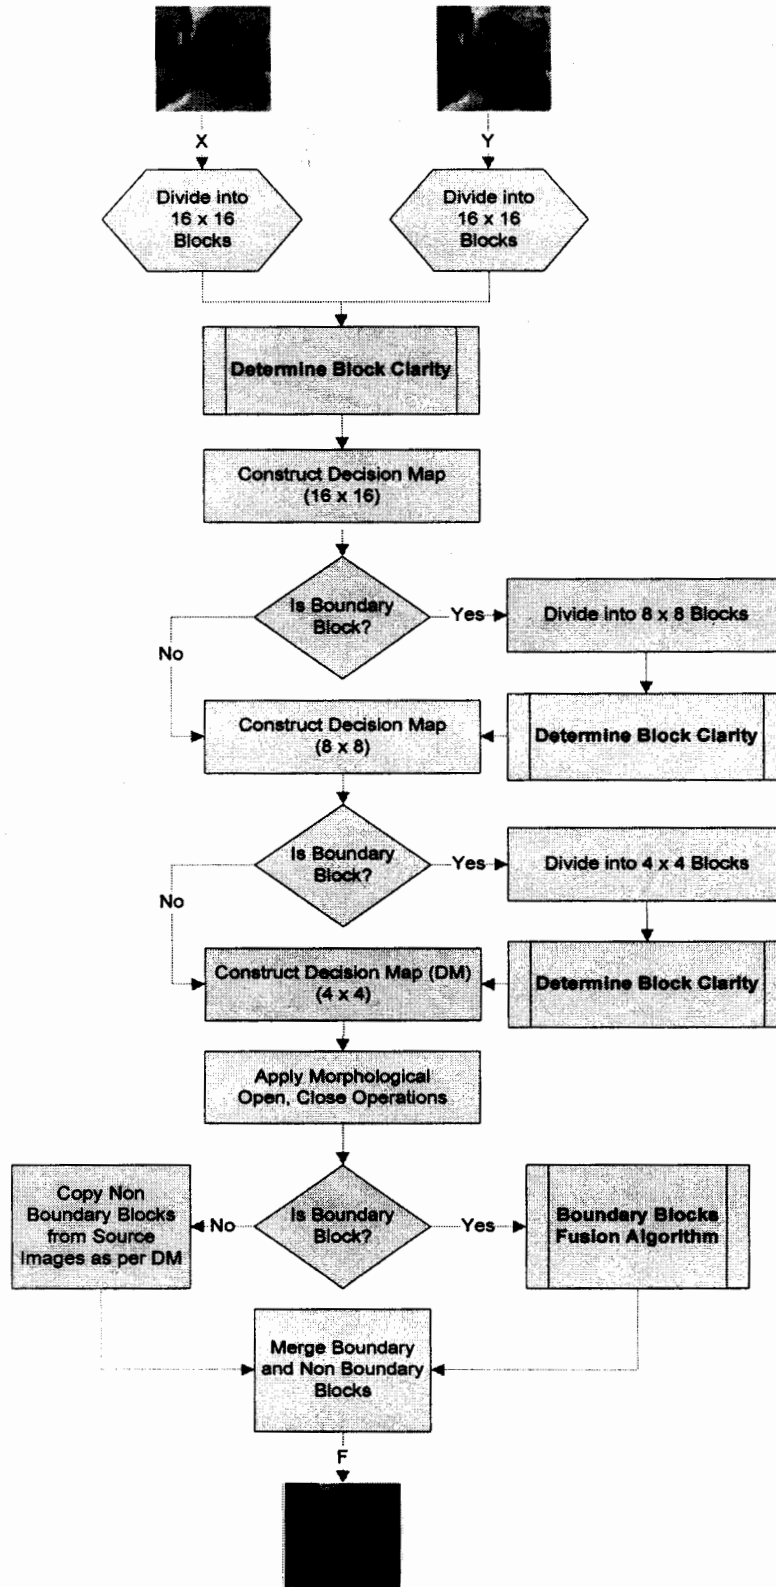 X
Y
Divide into
16 x 16
Blocks
Divide into
16 x 16
Blocks
Determine Block Clarity
Construct Decision Map
(16 x 16)
Is Boundary
Block?
Yes
Divide into 8 x 8 Blocks
No
Construct Decision Map
(8 x 8)
Determine Block Clarity
Is Boundary
Block?
Yes
Divide into 4 x 4 Blocks
No
Construct Decision Map (DM)
(4 x 4)
Determine Block Clarity
Apply Morphological
Open, Close Operations
Copy Non
Boundary Blocks
from Source
Images as per DM
No
Is Boundary
Block?
Yes
Boundary Blocks
Fusion Algorithm
Merge Boundary
and Non Boundary
Blocks
F